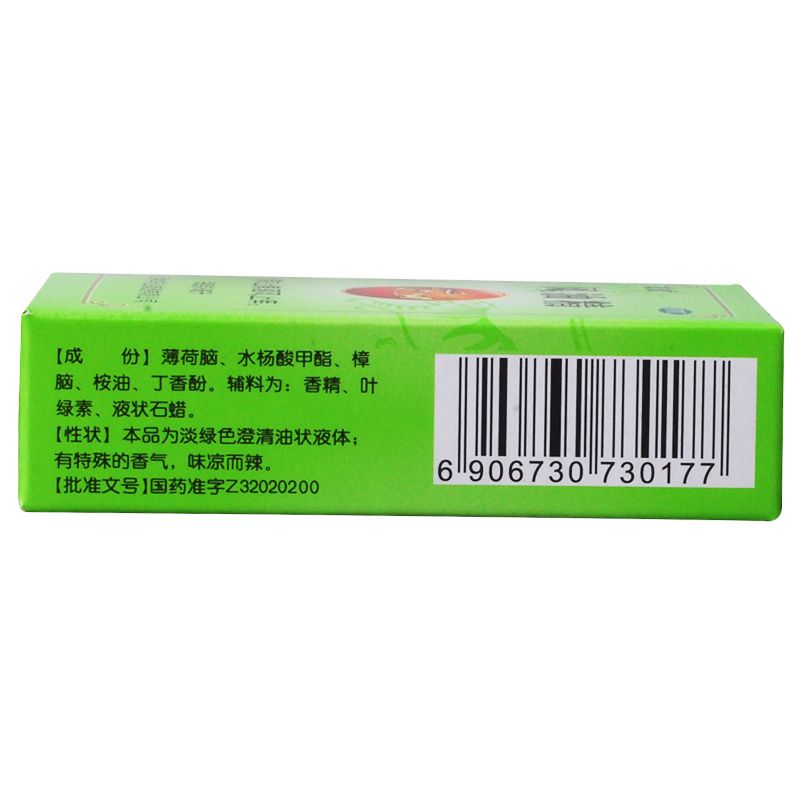 【成　份】薄荷脑、水杨酸甲酯、樟
脑、桉油、丁香酚。辅料为：香精、叶
绿素、液状石蜡。
【性状】本品为淡绿色澄清油状液体；
有特殊的香气，味凉而辣。
【批准文号】国药准字Z32020200
6 906730 730177